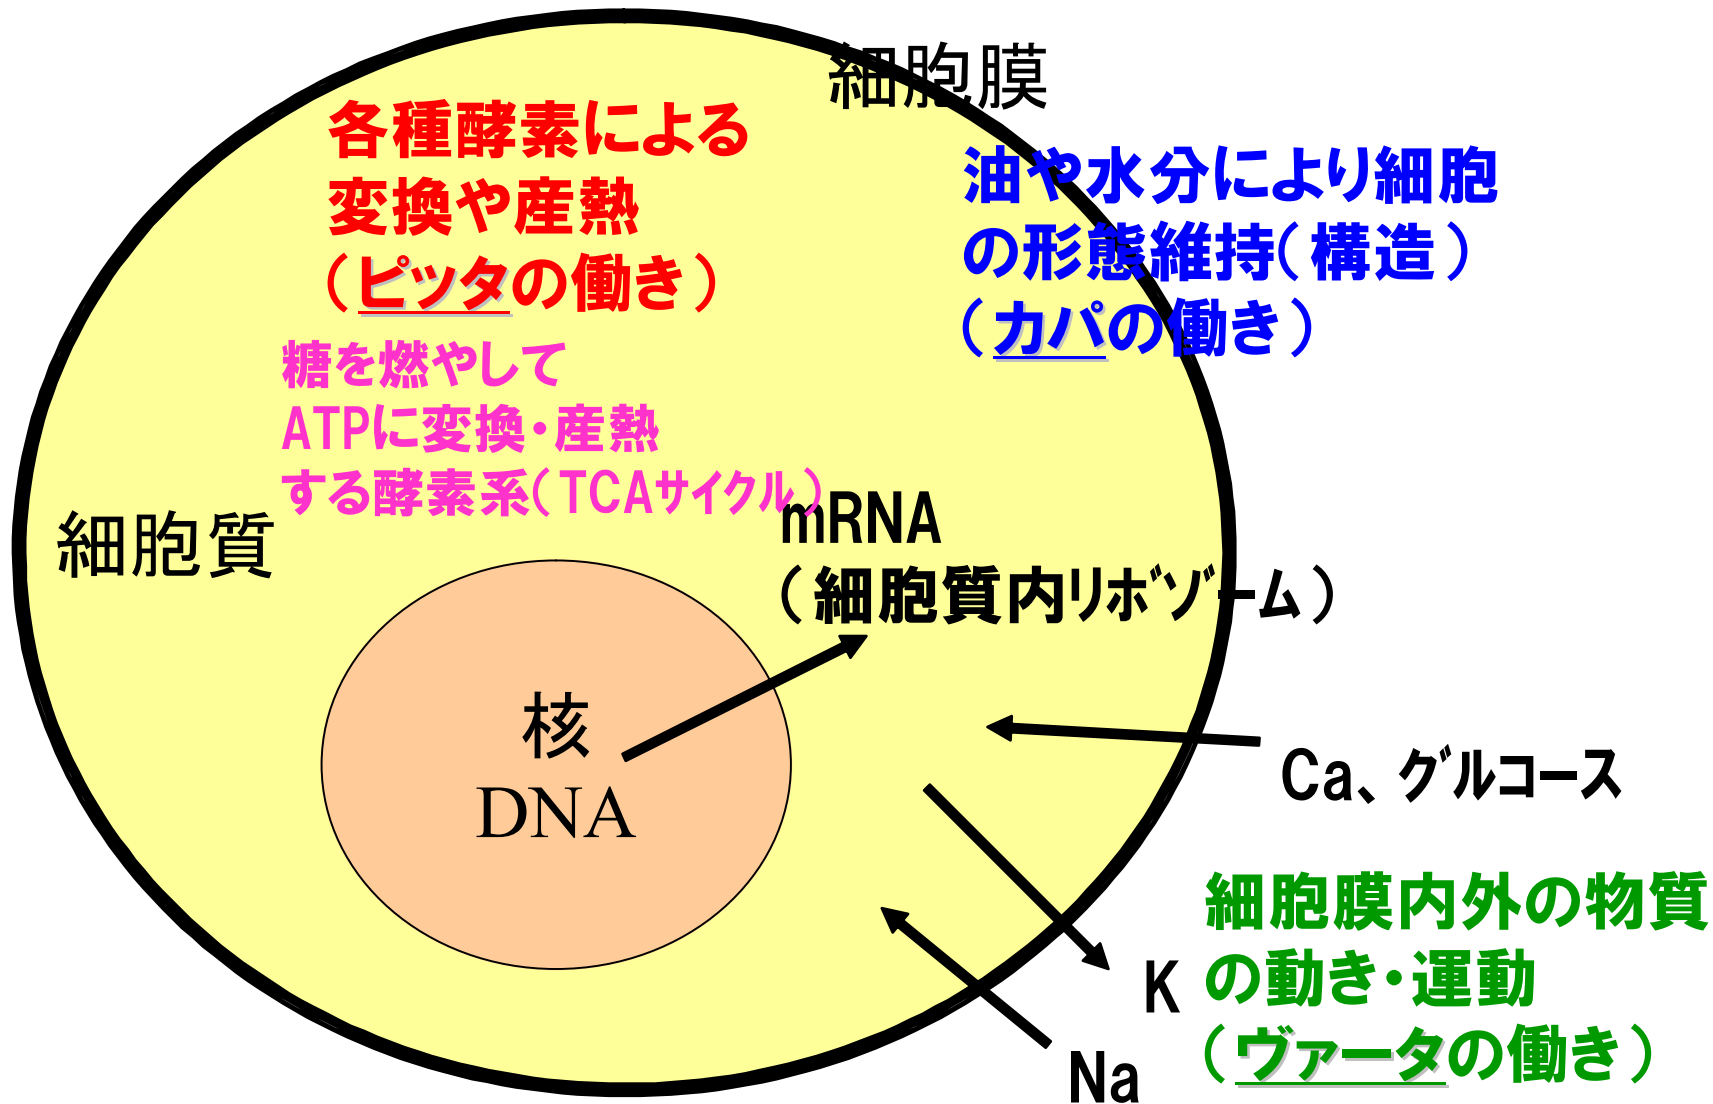 細胞膜
各種酵素による
変換や産熱
（ピッタの働き）
油や水分により細胞
の形態維持（構造）
（カパの働き）
糖を燃やして
ATPに変換・産熱
する酵素系（TCAｻｲｸﾙ）
細胞質
mRNA
（細胞質内ﾘﾎﾞｿﾞｰﾑ）
核
DNA
Ca、ｸﾞﾙｺｰｽ
細胞膜内外の物質
の動き・運動
（ヴァータの働き）
K
Na